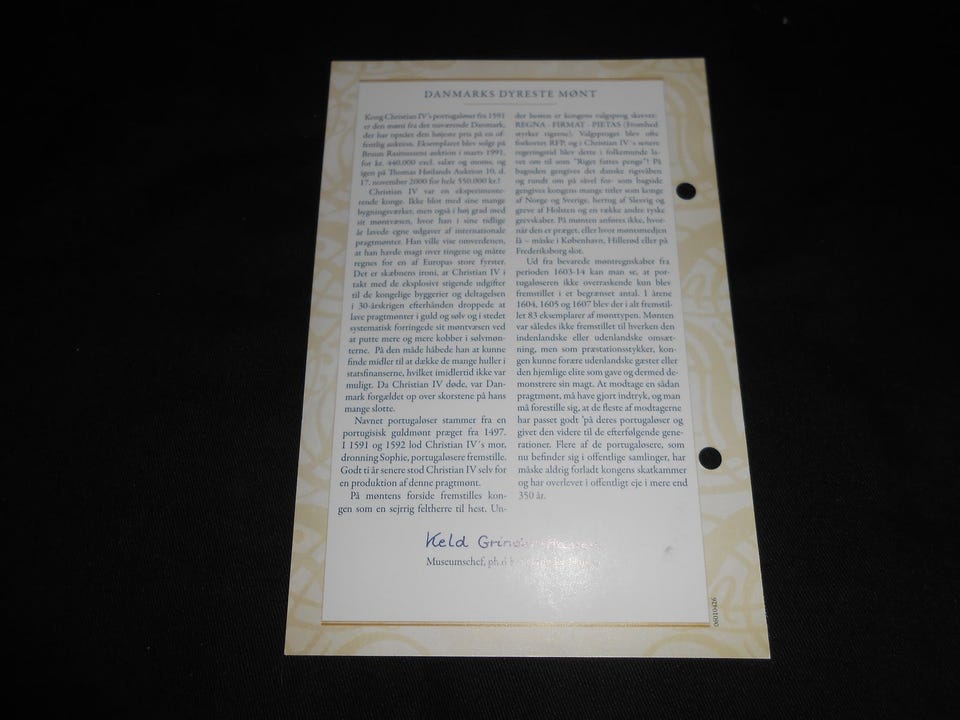 DANMARKS DYRESTE MØNT
Kong Christian IV's portugaløser fra 1591
er den mønt fra det nuværende Danmark,
der har opnået den højeste pris på en of-
fentlig auktion. Eksemplaret blev solgt på
Bruun Rasmussens auktion i marts 1991,
for kr. 440.000 excl. salær og moms, og
igen på Thomas Høilands Auktion 10, d.
17. november 2000 for hele 550.000 kr.!
Christian IV var en eksperimente-
rende konge. Ikke blot med sine mange
bygningsværker, men også i høj grad med
sit møntvæsen, hvor han i sine tidlige
år lavede egne udgaver af internationale
pragtmønter. Han ville vise omverdenen,
at han havde magt over tingene og måtte
regnes for en af Europas store fyrster.
Det er skæbnens ironi, at Christian IV i
takt med de eksplosivt stigende udgifter
til de kongelige byggerier og deltagelsen
i 30-årskrigen efterhånden droppede at
lave pragtmønter i guld og sølv og i stedet
systematisk forringede sit møntvæsen ved
at putte mere og mere kobber i sølvmøn-
terne. På den måde håbede han at kunne
finde midler til at dække de mange huller i
statsfinanserne, hvilket imidlertid ikke var
muligt. Da Christian IV døde, var Dan-
mark forgældet op over skorstene på hans
mange slotte.
Navnet portugaløser stammer fra en
portugisisk guldmønt præget fra 1497.
I 1591 og 1592 lod Christian IV's mor,
dronning Sophie, portugaløsere fremstille.
Godt ti år senere stod Christian IV selv for
en produktion af denne pragtmønt.
På møntens forside fremstilles kon-
gen som en sejrrig feltherre til hest. Un-
der hesten er kongens valgsprog skrevet:
REGNA - FIRMAT - PIETAS (Fromhed
styrker rigerne). Valgsproget blev ofte
forkortet RFP, og i Christian IV's senere
regeringstid blev dette i folkemunde la-
vet om til som "Riget fattes penge"! På
bagsiden gengives det danske rigsvåben
og rundt om på såvel for- som bagside
gengives kongens mange titler som konge
af Norge og Sverige, hertug af Slesvig og
greve af Holsten og en række andre tyske
grevskaber. På mønten anføres ikke, hvor-
når den er præget, eller hvor møntsmedjen
lå – måske i København, Hillerød eller på
Frederiksborg slot.
Ud fra bevarede møntregnskaber fra
perioden 1603-14 kan man se, at por-
tugaløseren ikke overraskende kun blev
fremstillet i et begrænset antal. I årene
1604, 1605 og 1607 blev der i alt fremstil-
let 83 eksemplarer af mønttypen. Mønten
var således ikke fremstillet til hverken den
indenlandske eller udenlandske omsæt-
ning, men som præstationsstykker, kon-
gen kunne forære udenlandske gæster eller
den hjemlige elite som gave og dermed de-
monstrere sin magt. At modtage en sådan
pragtmønt, må have gjort indtryk, og man
må forestille sig, at de fleste af modtagerne
har passet godt 'på deres portugaløser og
givet den videre til de efterfølgende gene-
rationer. Flere af de portugaløsere, som
nu befinder sig i offentlige samlinger, har
måske aldrig forladt kongens skatkammer
og har overlevet i offentligt eje i mere end
350 år.
Keld
Museumschef, ph.d
06010426